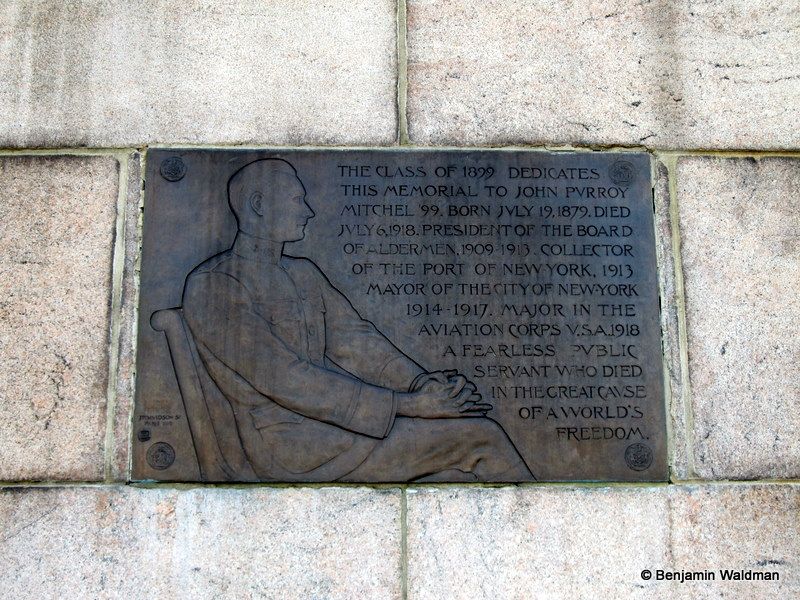 THE CLASS OF 1899 DEDICATES
THIS MEMORIAL TO JOHN PVRROY
MITCHEL '99. BORN JVLY 19, 1879. DIED
JVLY 6, 1918. PRESIDENT OF THE BOARD
OF ALDERMEN, 1909-1913. COLLECTOR
OF THE PORT OF NEW YORK, 1913
MAYOR OF THE CITY OF NEW YORK
1914-1917. MAJOR IN THE
AVIATION CORPS V.S.A. 1918
A FEARLESS PVBLIC
SERVANT WHO DIED
IN THE GREAT CAVSE
OF A WORLD'S
FREEDOM.
© Benjamin Waldman